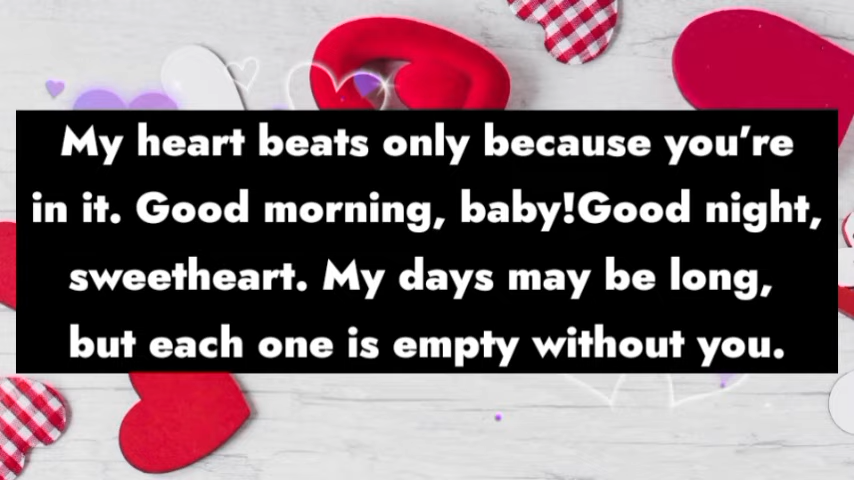 My heart beats only because you're
in it. Good morning, baby!Good night,
sweetheart. My days may be long,
but each one is empty without you.